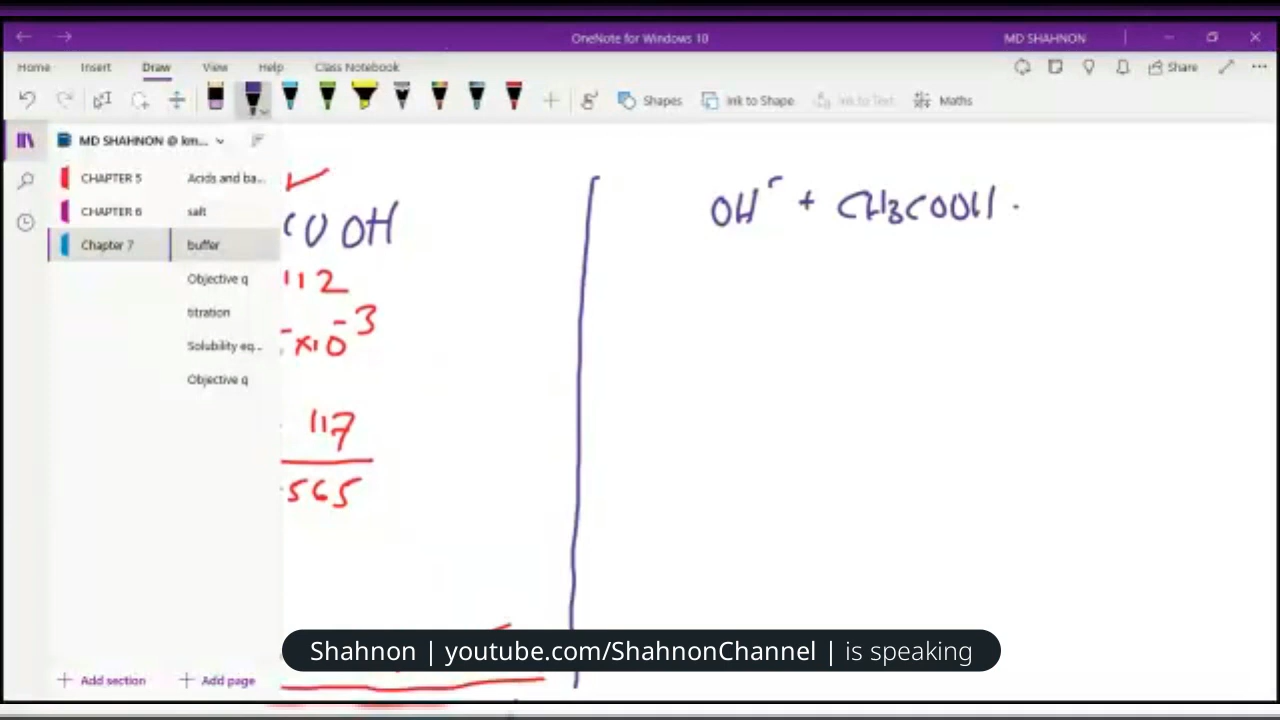 OneNote for Windows 10
MD SHAHNON
Home Insert Draw View Help Class Notebook
Share
Shapes Ink to Shape Ink to Text Maths
MD SHAHNON @ km...
CHAPTER 5
CHAPTER 6
Chapter 7
Acids and ba...
salt
buffer
Objective q
titration
Solubility eq...
Objective q
Add section Add page
COOH
112
×10⁻³
117
565
OH⁻ + CH3COOH
Shahnon | youtube.com/ShahnonChannel | is speaking